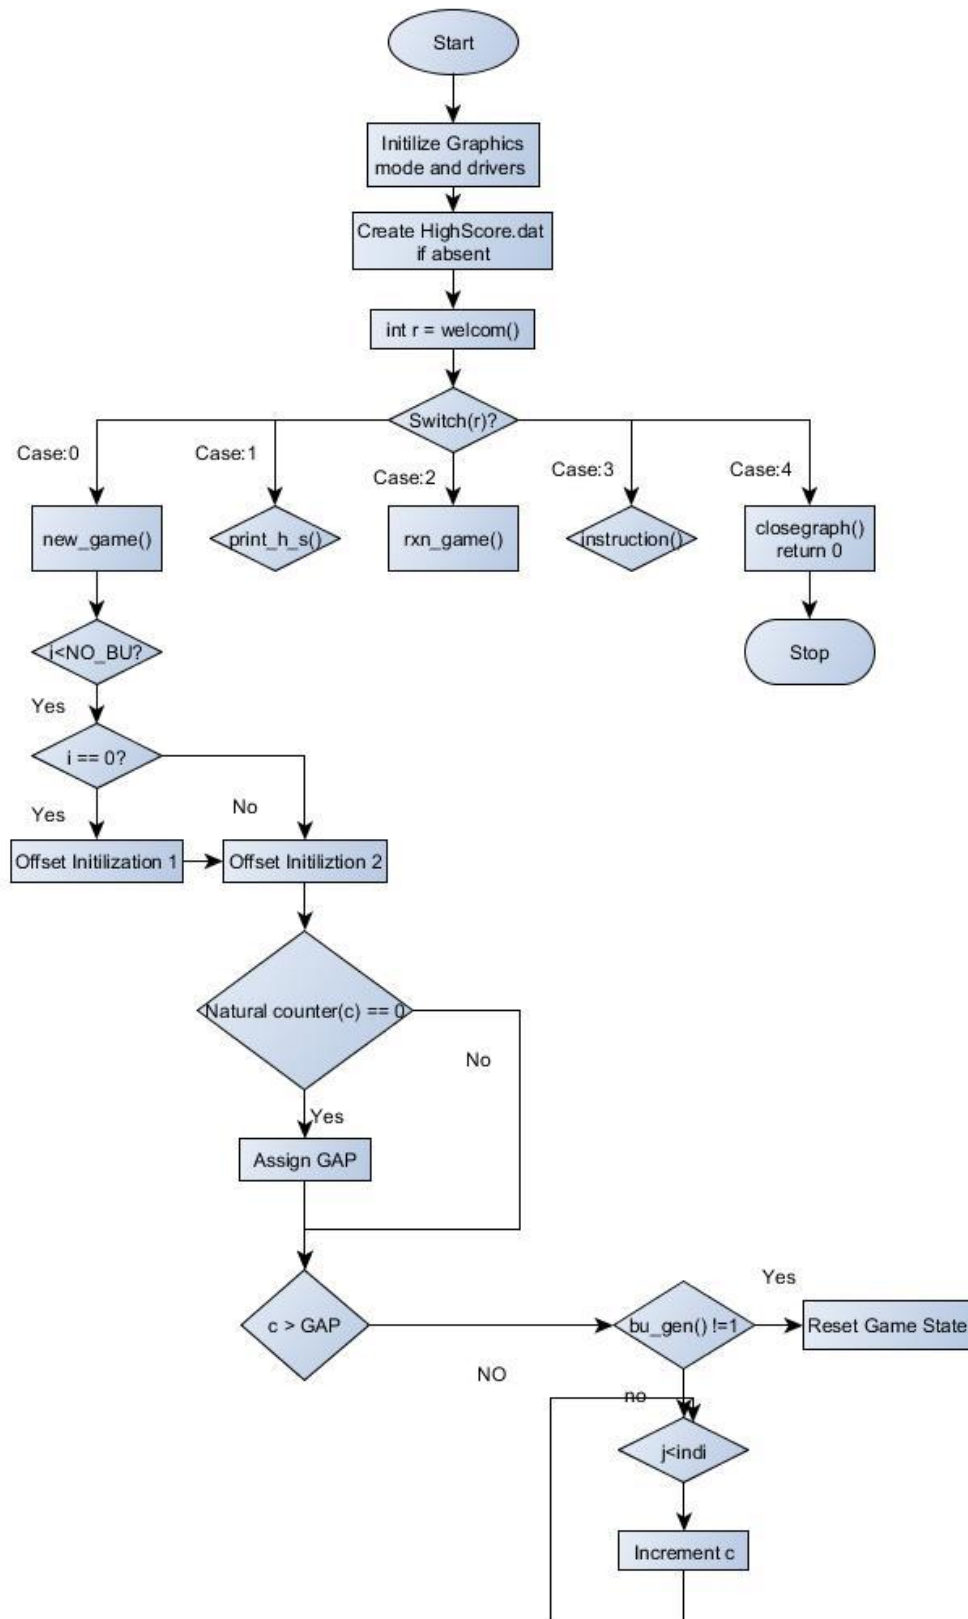 Start
Initilize Graphics
mode and drivers
Create HighScore.dat
if absent
int r = welcom()
Switch(r)?
Case:0
Case:1
Case:2
Case:3
Case:4
new_game()
print_h_s()
rxn_game()
instruction()
closegraph()
return 0
i<NO_BU?
Stop
Yes
i == 0?
Yes
No
Offset Initilization 1
Offset Initiliztion 2
Natural counter(c) == 0
No
Yes
Assign GAP
Yes
c > GAP
bu_gen() !=1
Reset Game State
NO
no
j<indi
Increment c